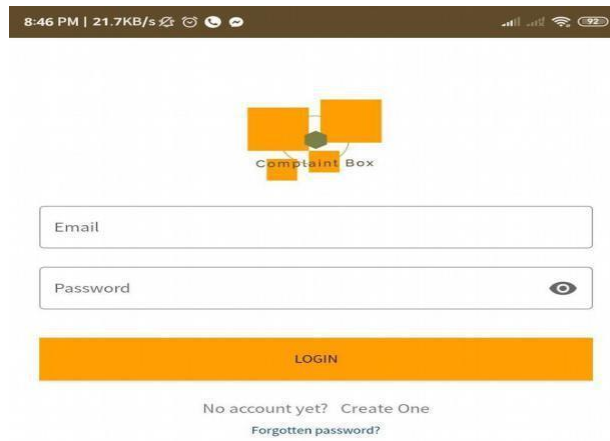 8:46 PM | 21.7KB/s 92
Complaint Box
Email
Password
LOGIN
No account yet? Create One
Forgotten password?